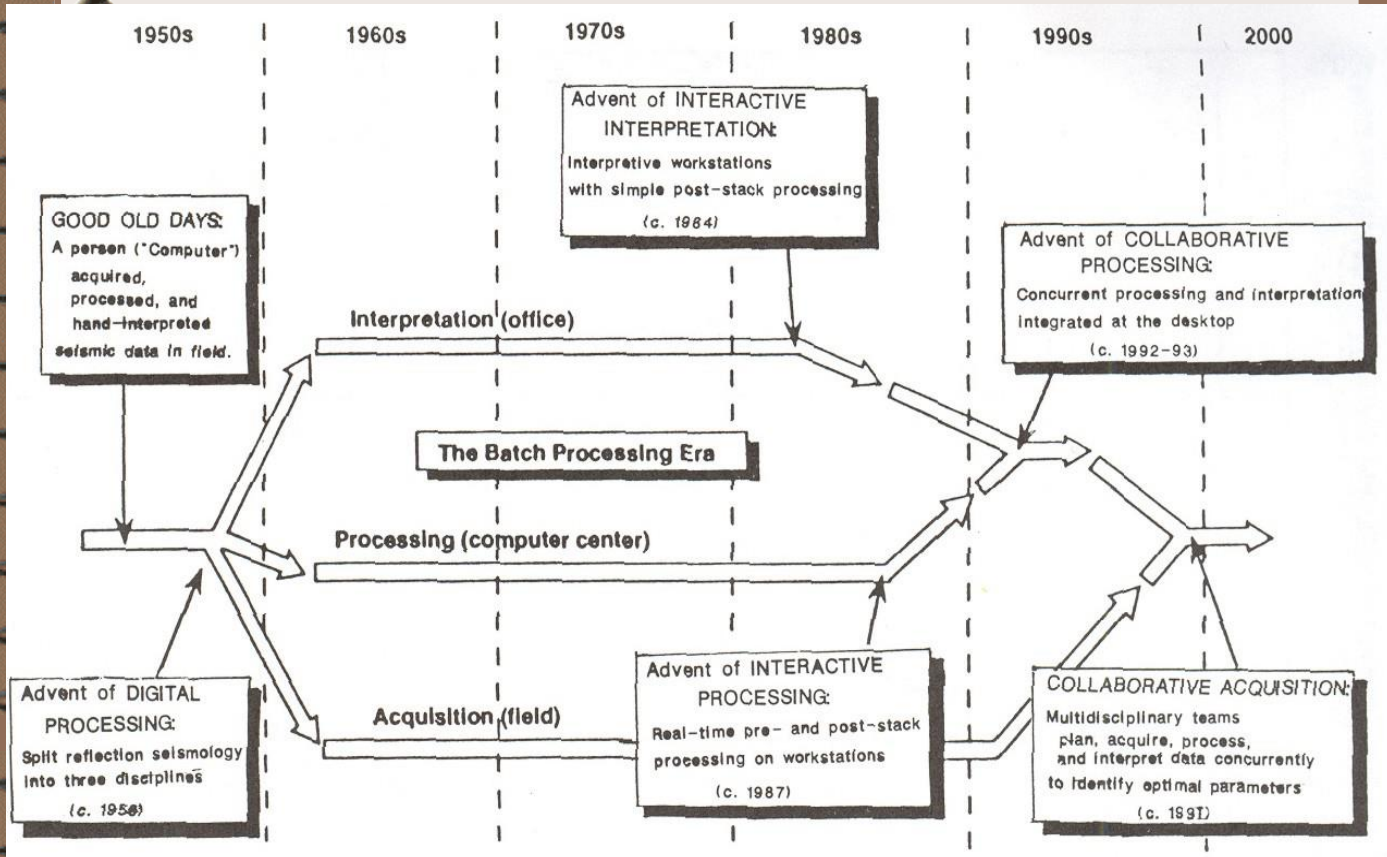 1950s 1960s 1970s 1980s 1990s 2000
Advent of INTERACTIVE
INTERPRETATION:
Interpretive workstations
with simple post-stack processing
(c. 1984)
GOOD OLD DAYS:
A person ("Computer")
acquired,
processed, and
hand-interpreted
seismic data in field.
Advent of COLLABORATIVE
PROCESSING:
Concurrent processing and interpretation
integrated at the desktop
(c. 1992-93)
Interpretation (office)
The Batch Processing Era
Processing (computer center)
Acquisition (field)
Advent of DIGITAL
PROCESSING:
Split reflection seismology
into three disciplines
(c.
Advent of INTERACTIVE
PROCESSING:
Real-time pre- and post-stack
processing on workstations
(c. 1987)
COLLABORATIVE ACQUISITION:
Multidisciplinary teams
plan, acquire, process,
and interpret data concurrently
to identify optimal parameters
(c.